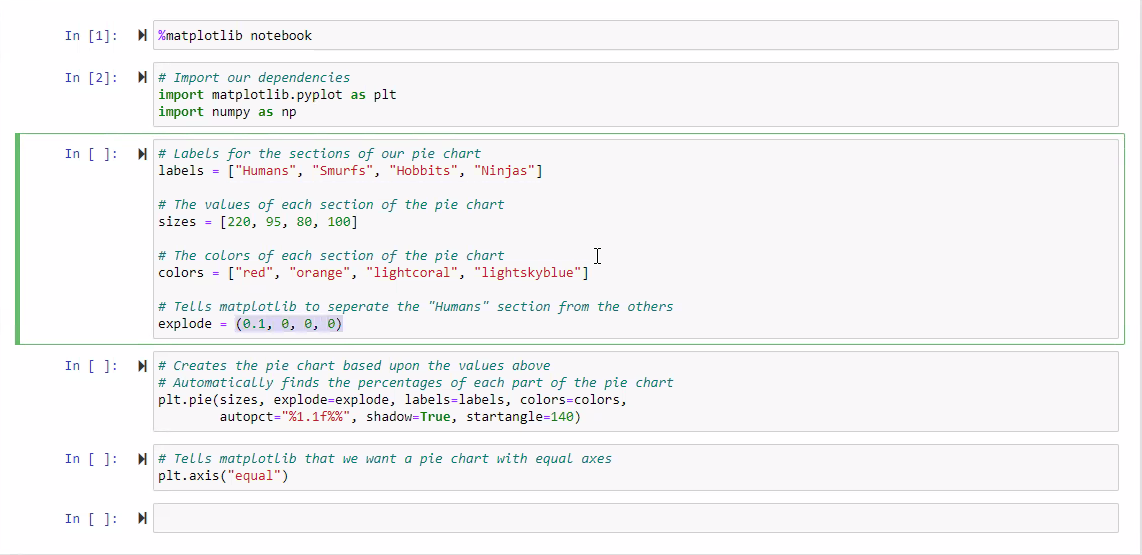 In [1]: %matplotlib notebook
In [2]: # Import our dependencies
import matplotlib.pyplot as plt
import numpy as np
In [ ]: # Labels for the sections of our pie chart
labels = ["Humans", "Smurfs", "Hobbits", "Ninjas"]
# The values of each section of the pie chart
sizes = [220, 95, 80, 100]
# The colors of each section of the pie chart
colors = ["red", "orange", "lightcoral", "lightskyblue"]
# Tells matplotlib to seperate the "Humans" section from the others
explode = (0.1, 0, 0, 0)
In [ ]: # Creates the pie chart based upon the values above
# Automatically finds the percentages of each part of the pie chart
plt.pie(sizes, explode=explode, labels=labels, colors=colors,
autopct="%1.1f%%", shadow=True, startangle=140)
In [ ]: # Tells matplotlib that we want a pie chart with equal axes
plt.axis("equal")
In [ ]: